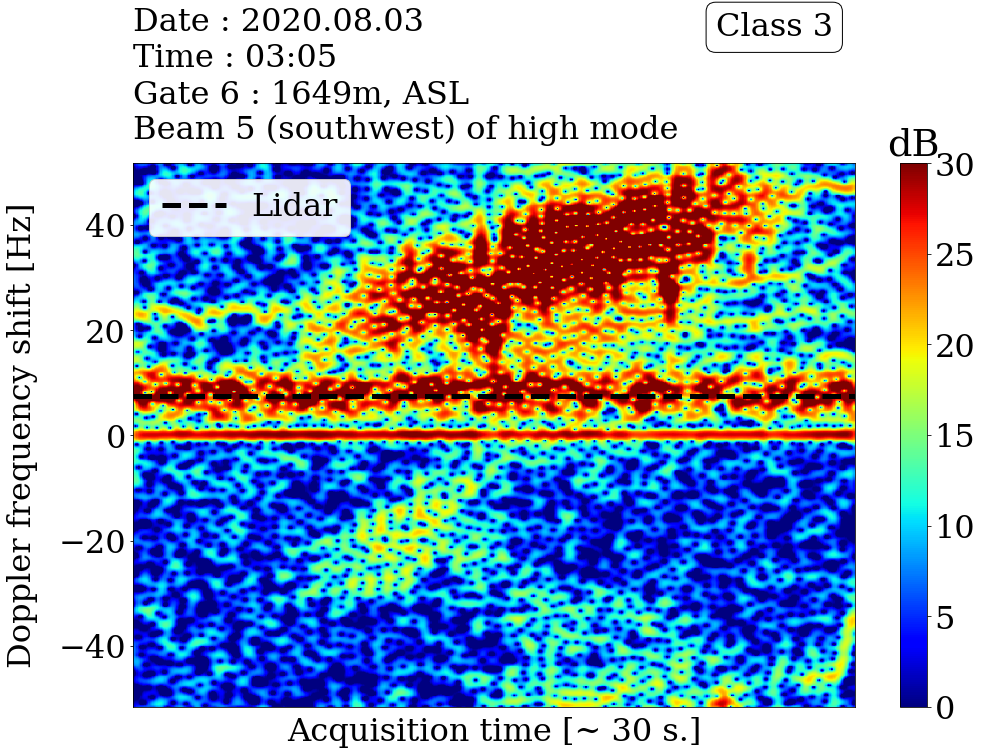 Date : 2020.08.03
Time : 03:05
Gate 6 : 1649m, ASL
Beam 5 (southwest) of high mode
Class 3
dB
Lidar
Doppler frequency shift [Hz]
40
20
0
−20
−40
30
25
20
15
10
5
0
Acquisition time [~ 30 s.]